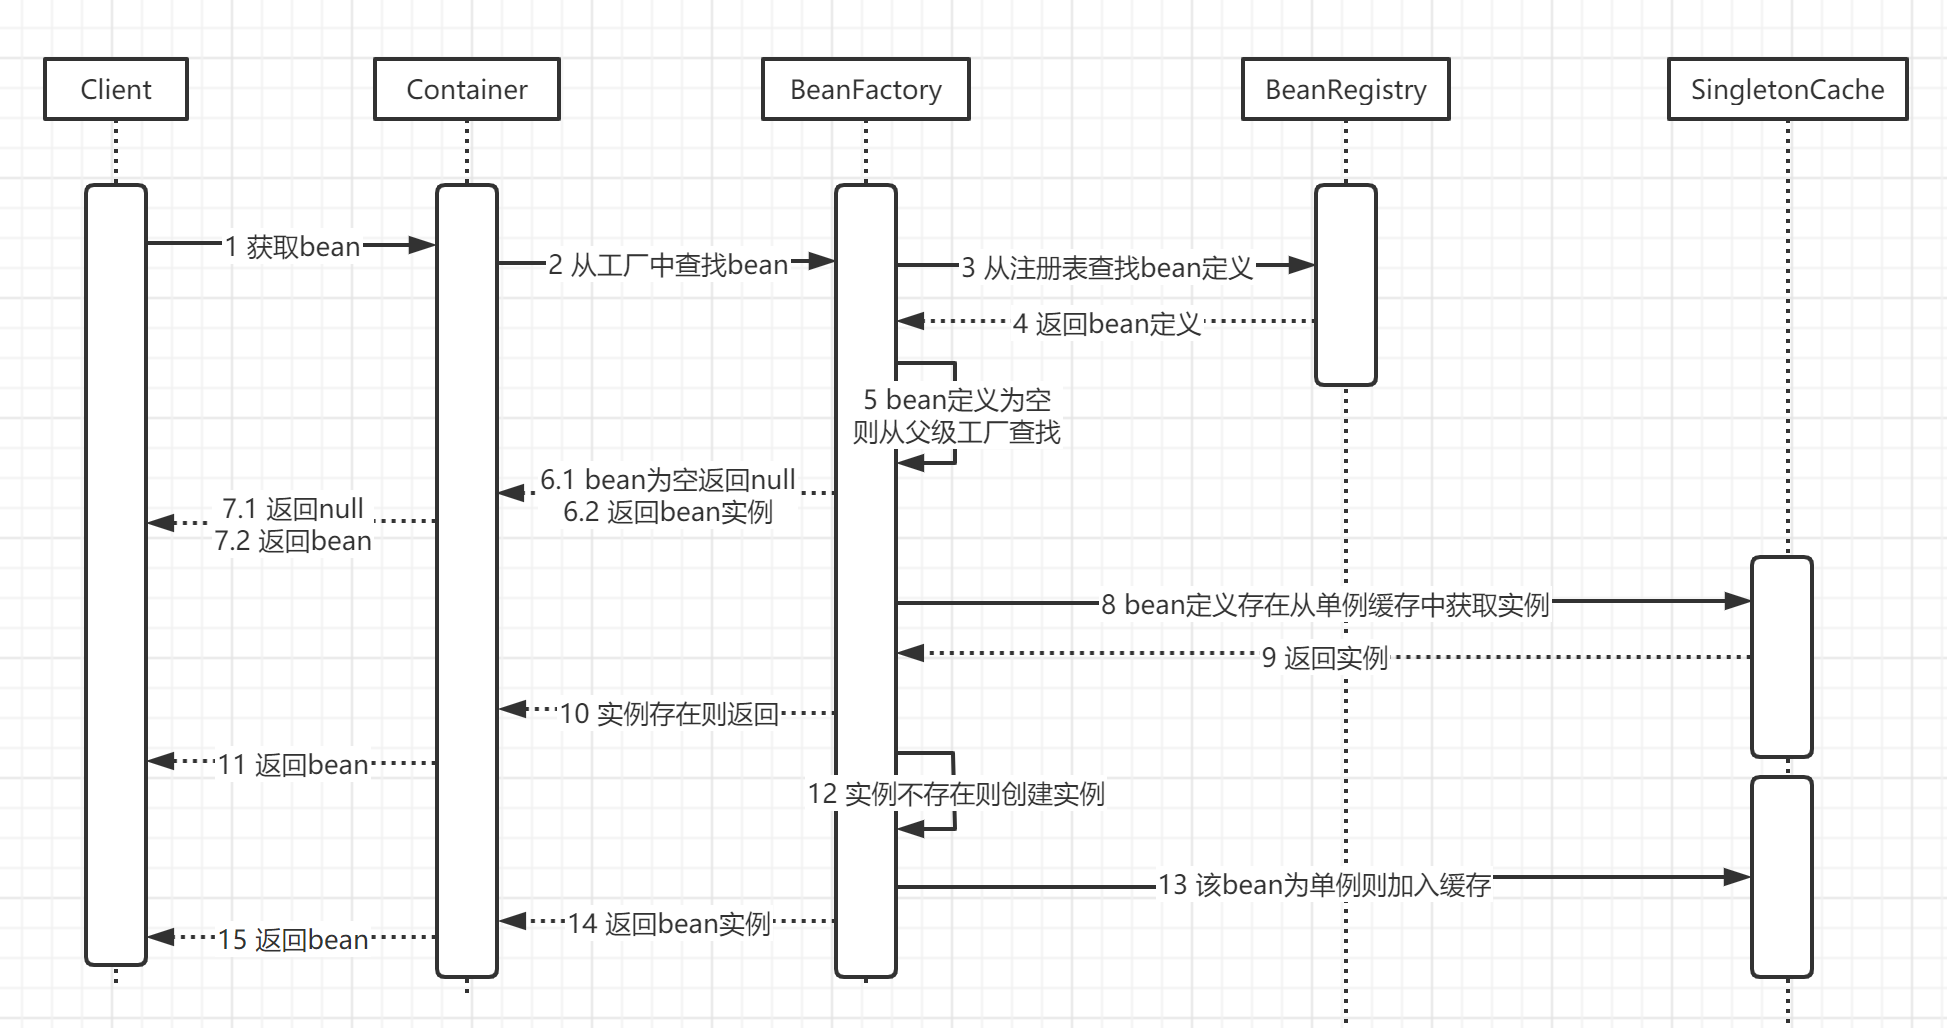 Client
Container
BeanFactory
BeanRegistry
SingletonCache
1 获取bean
2 从工厂中查找bean
3 从注册表查找bean定义
4 返回bean定义
5 bean定义为空
则从父级工厂查找
6.1 bean为空返回null
6.2 返回bean实例
7.1 返回null
7.2 返回bean
8 bean定义存在从单例缓存中获取实例
9 返回实例
10 实例存在则返回
11 返回bean
12 实例不存在则创建实例
13 该bean为单例则加入缓存
14 返回bean实例
15 返回bean